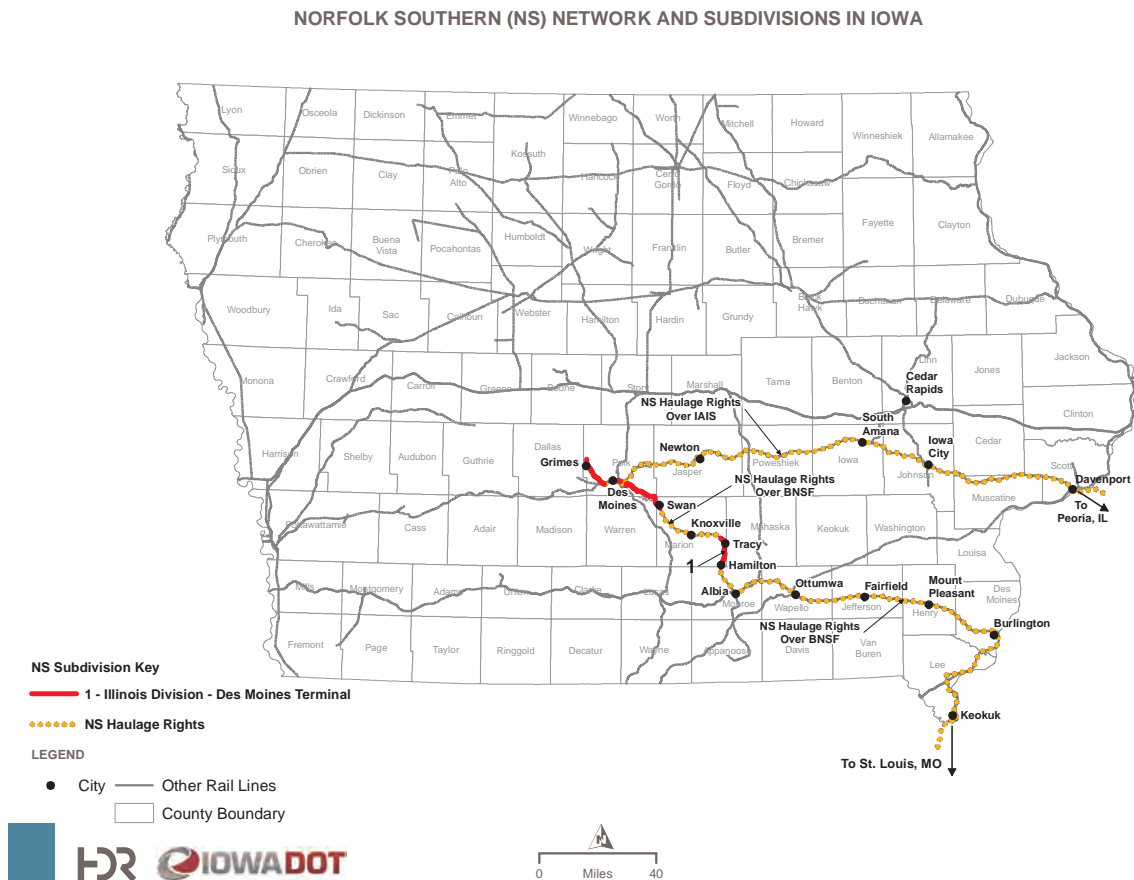 NORFOLK SOUTHERN (NS) NETWORK AND SUBDIVISIONS IN IOWA
Lyon
Osceola
Dickinson
Emmet
Winnebago
Worth
Mitchell
Howard
Winneshiek
Allamakee
Sioux
Obrien
Clay
Palo
Alto
Kossuth
Hancock
Cerro
Gordo
Floyd
Chickasaw
Plymouth
Cherokee
Buena
Vista
Pocahontas
Humboldt
Wright
Franklin
Butler
Bremer
Fayette
Clayton
Woodbury
Ida
Sac
Calhoun
Webster
Hamilton
Hardin
Grundy
Black
Hawk
Buchanan
Delaware
Dubuque
Monona
Crawford
Carroll
Greene
Boone
Story
Marshall
Tama
Benton
Linn
Jones
Jackson
Cedar
Rapids
Clinton
NS Haulage Rights
Over IAIS
South
Amana
Iowa
City
Cedar
Scott
Harrison
Shelby
Audubon
Guthrie
Dallas
Grimes
Polk
Newton
Jasper
Poweshiek
Iowa
Johnson
Muscatine
Davenport
To
Peoria, IL
Des
Moines
NS Haulage Rights
Over BNSF
Swan
Pottawattamie
Cass
Adair
Madison
Warren
Knoxville
Marion
Mahaska
Keokuk
Washington
Louisa
Tracy
1
Hamilton
Mills
Montgomery
Adams
Union
Clarke
Lucas
Albia
Monroe
Ottumwa
Wapello
Fairfield
Jefferson
Mount
Pleasant
Henry
Des
Moines
NS Haulage Rights
Over BNSF
Burlington
Fremont
Page
Taylor
Ringgold
Decatur
Wayne
Appanoose
Davis
Van
Buren
Lee
Keokuk
To St. Louis, MO
NS Subdivision Key
1 - Illinois Division - Des Moines Terminal
NS Haulage Rights
LEGEND
City
Other Rail Lines
County Boundary
HDR
IOWADOT
N
0 Miles 40